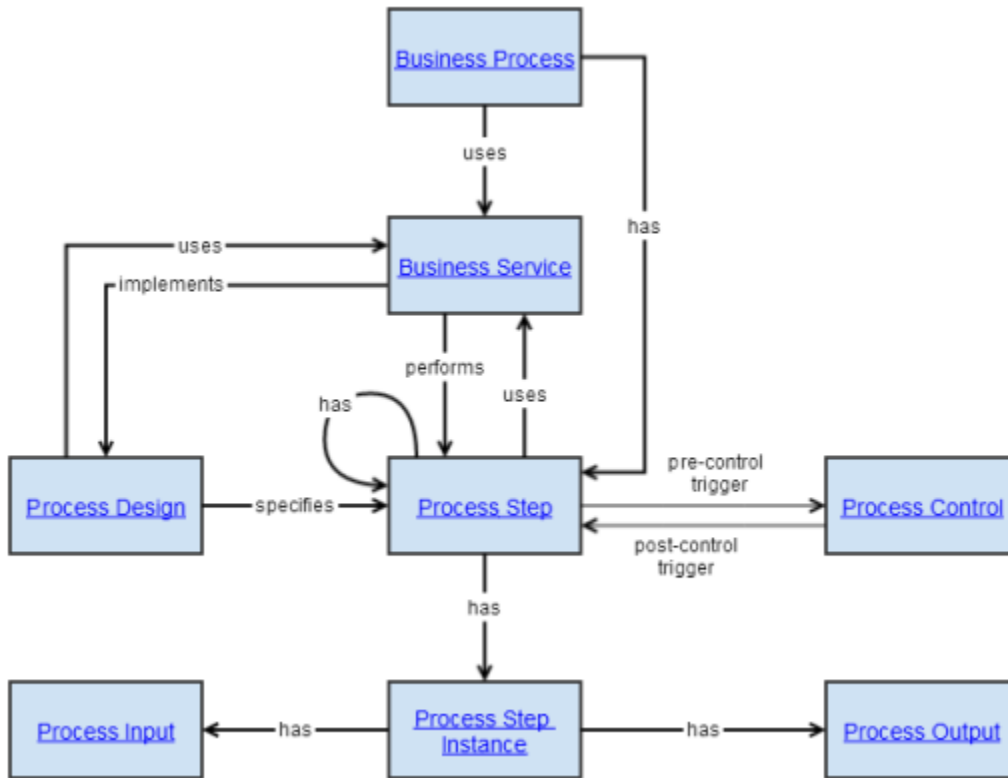 Business Process
uses
has
uses
Business Service
implements
performs
uses
has
pre-control
trigger
Process Design
specifies
Process Step
Process Control
post-control
trigger
has
Process Input
has
Process Step
Instance
has
Process Output